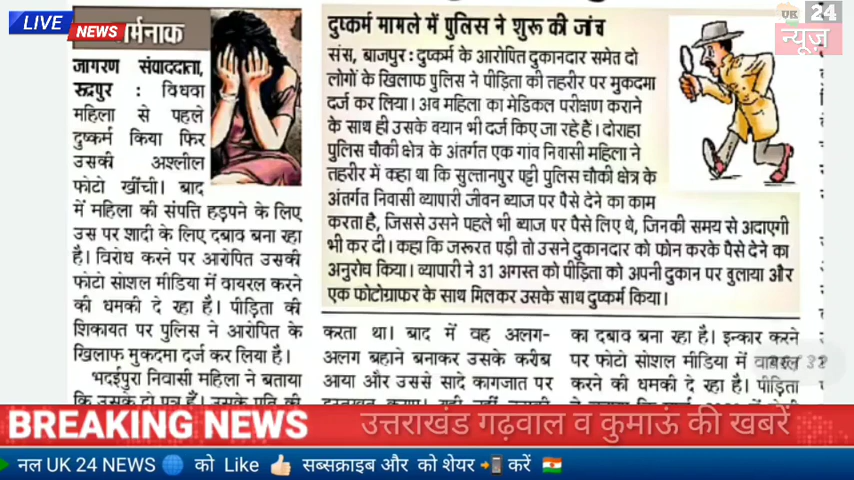 LIVE
NEWS
UK 24
न्यूज़
र्मनाक
जागरण संवाददाता,
रुद्रपुर : विधवा
महिला से पहले
दुष्कर्म किया फिर
उसकी अश्लील
फोटो खींची। बाद
में महिला की संपत्ति हड़पने के लिए
उस पर शादी के लिए दबाव बना रहा
है। विरोध करने पर आरोपित उसकी
फोटो सोशल मीडिया में वायरल करने
की धमकी दे रहा है। पीड़िता की
शिकायत पर पुलिस ने आरोपित के
खिलाफ मुकदमा दर्ज कर लिया है।
भदईपुरा निवासी महिला ने बताया
कि उसके दो पुत्र हैं। उसके पति की
दुष्कर्म मामले में पुलिस ने शुरू की जांच
संस, बाजपुर : दुष्कर्म के आरोपित दुकानदार समेत दो
लोगों के खिलाफ पुलिस ने पीड़िता की तहरीर पर मुकदमा
दर्ज कर लिया। अब महिला का मेडिकल परीक्षण कराने
के साथ ही उसके बयान भी दर्ज किए जा रहे हैं। दोराहा
पुलिस चौकी क्षेत्र के अंतर्गत एक गांव निवासी महिला ने
तहरीर में कहा था कि सुल्तानपुर पट्टी पुलिस चौकी क्षेत्र के
अंतर्गत निवासी व्यापारी जीवन ब्याज पर पैसे देने का काम
करता है, जिससे उसने पहले भी ब्याज पर पैसे लिए थे, जिनकी समय से अदाएगी
भी कर दी। कहा कि जरूरत पड़ी तो उसने दुकानदार को फोन करके पैसे देने का
अनुरोध किया। व्यापारी ने 31 अगस्त को पीड़िता को अपनी दुकान पर बुलाया और
एक फोटोग्राफर के साथ मिलकर उसके साथ दुष्कर्म किया।
करता था। बाद में वह अलग-
अलग बहाने बनाकर उसके करीब
आया और उससे सादे कागजात पर
का दबाव बना रहा है। इन्कार करने
पर फोटो सोशल मीडिया में वायरल
करने की धमकी दे रहा है। पीड़िता
BREAKING NEWS
उत्तराखंड गढ़वाल व कुमाऊं की खबरें
नल UK 24 NEWS 🌐 को Like 👍🏻 सब्सक्राइब और को शेयर 📲 करें 🇮🇳